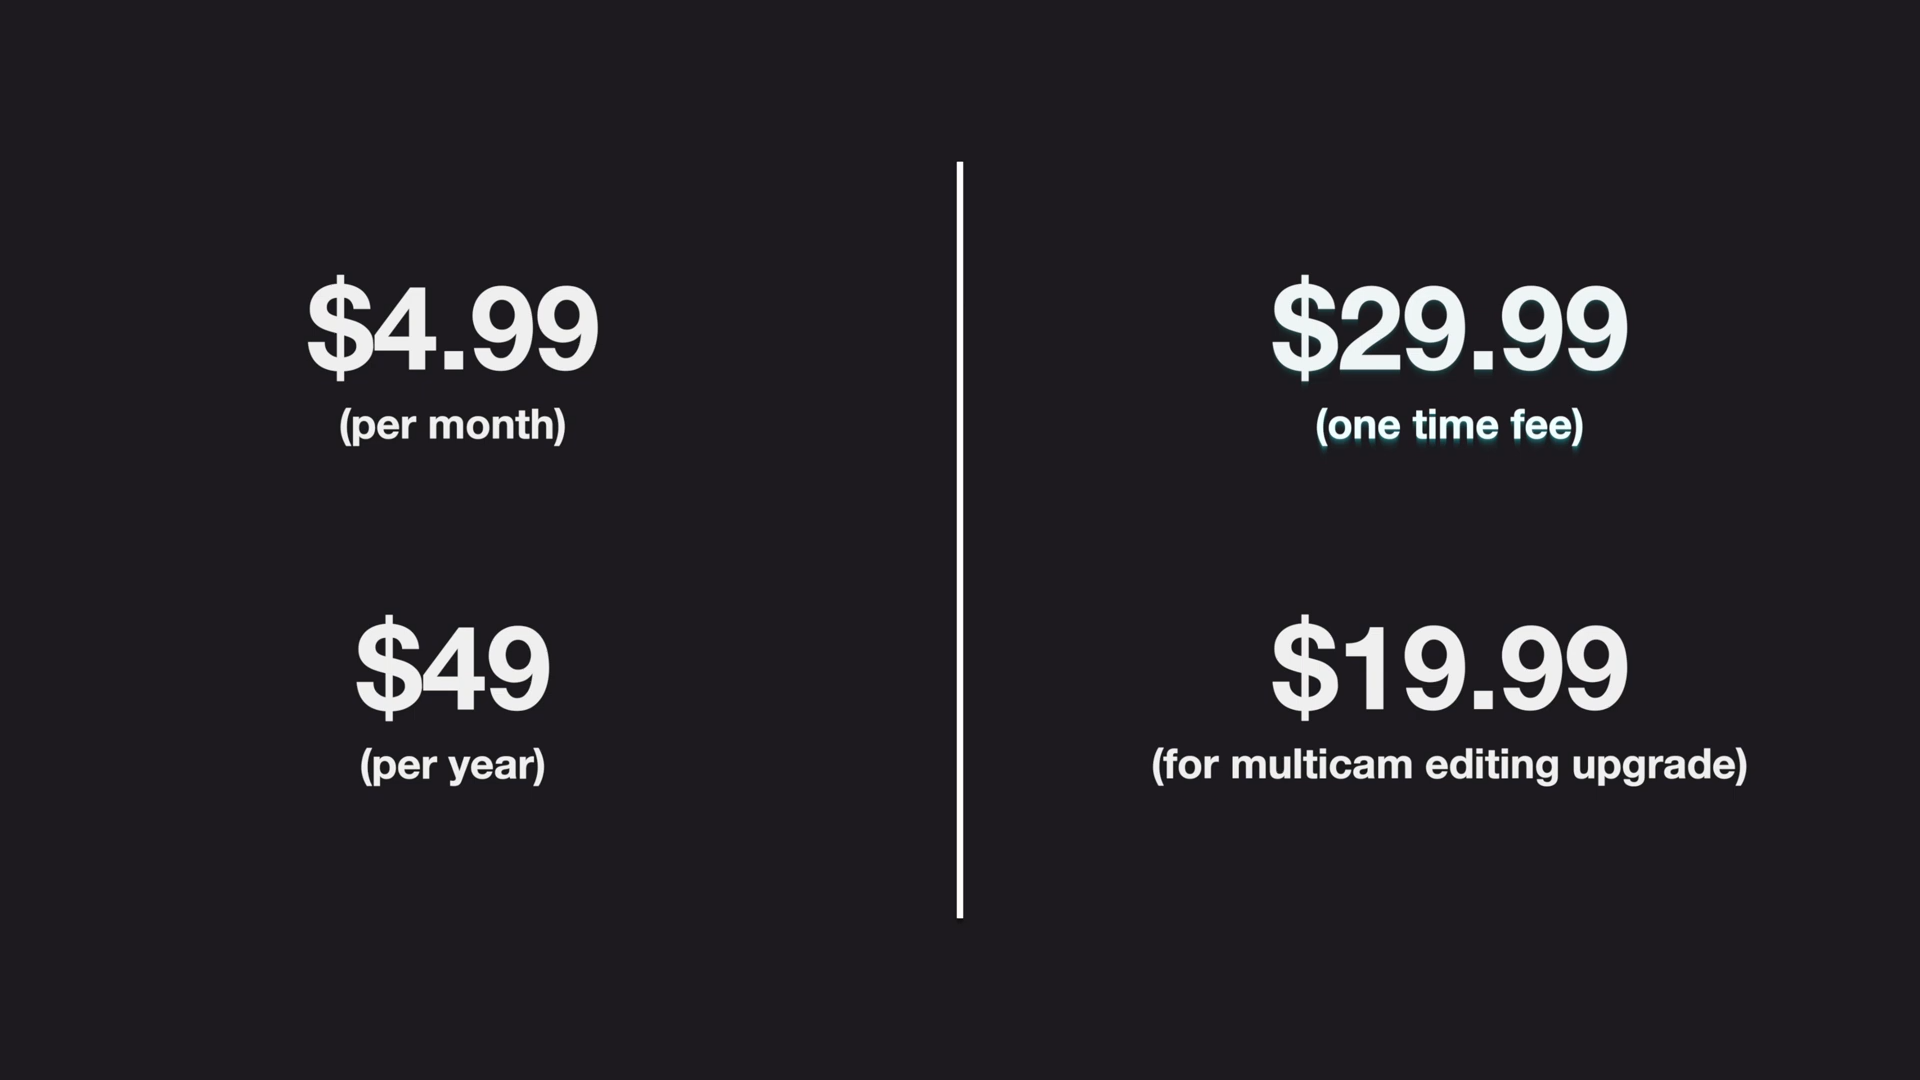 $4.99
(per month)
$49
(per year)
$29.99
(one time fee)
$19.99
(for multicam editing upgrade)